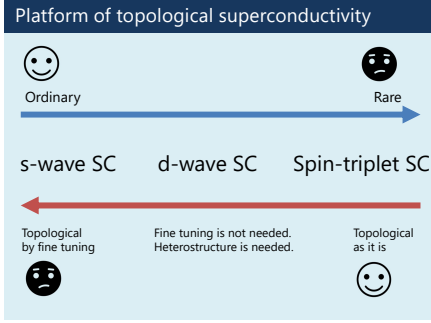 Platform of topological superconductivity
Ordinary
Rare
s-wave SC
d-wave SC
Spin-triplet SC
Topological
by fine tuning
Fine tuning is not needed.
Heterostructure is needed.
Topological
as it is